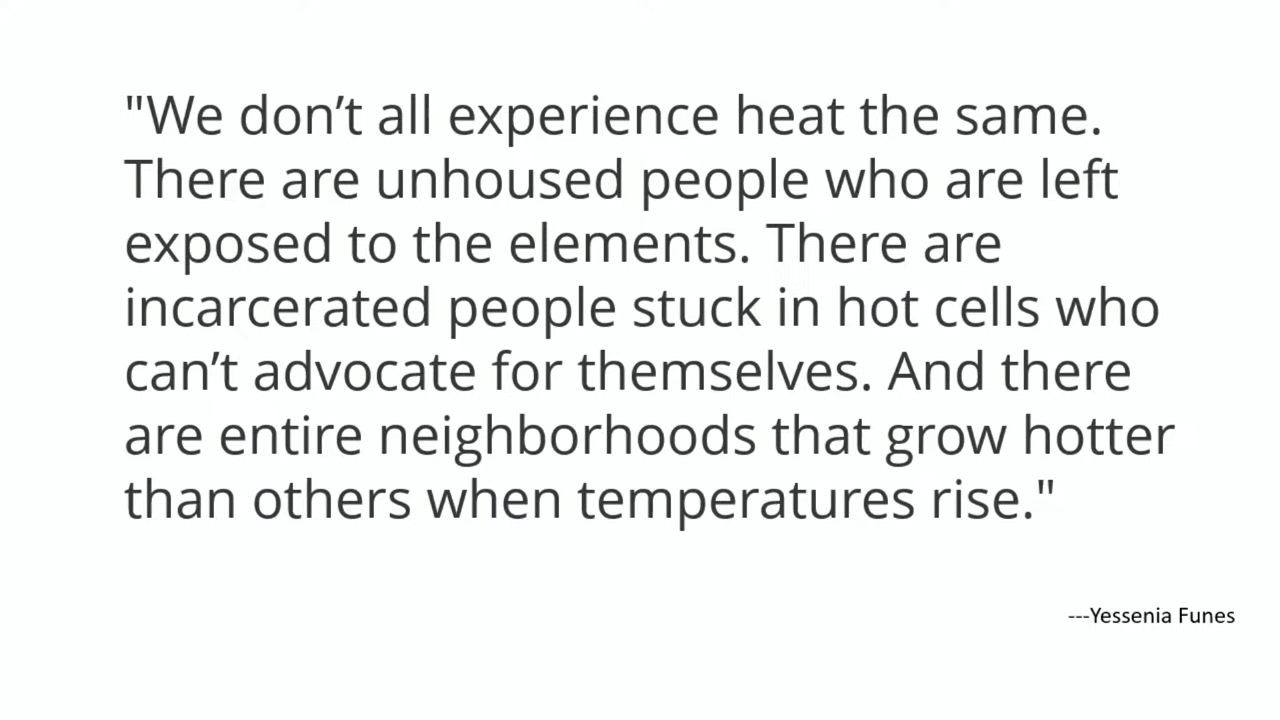 "We don’t all experience heat the same.
There are unhoused people who are left
exposed to the elements. There are
incarcerated people stuck in hot cells who
can’t advocate for themselves. And there
are entire neighborhoods that grow hotter
than others when temperatures rise."
---Yessenia Funes